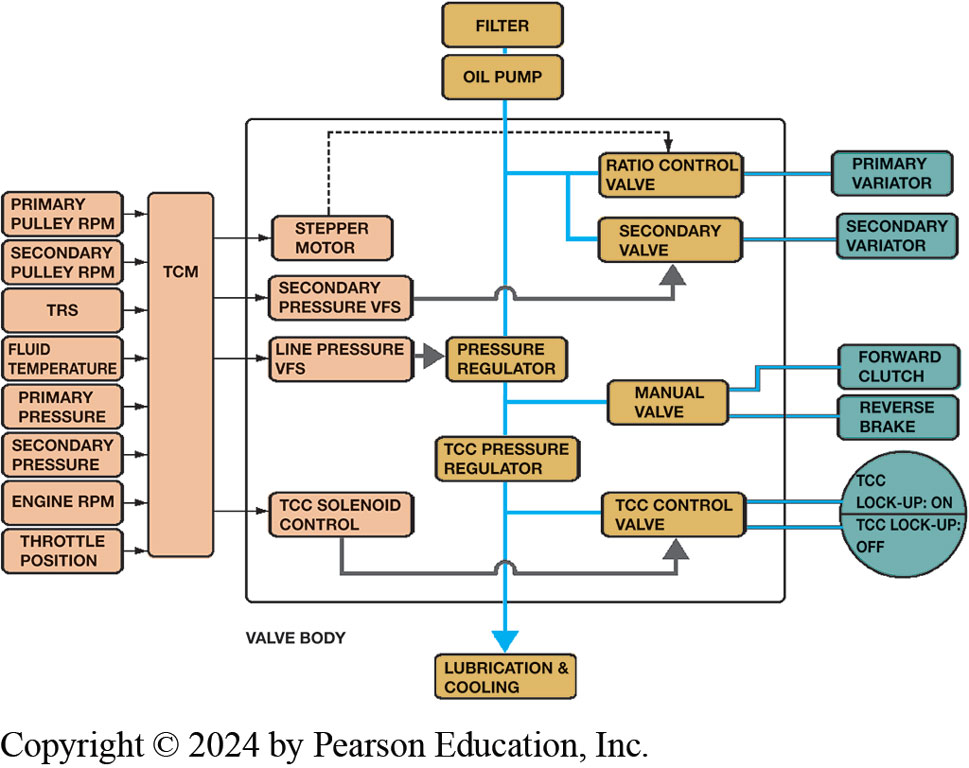 FILTER
OIL PUMP
RATIO CONTROL
VALVE
PRIMARY
VARIATOR
PRIMARY
PULLEY RPM
SECONDARY
PULLEY RPM
TRS
FLUID
TEMPERATURE
PRIMARY
PRESSURE
SECONDARY
PRESSURE
ENGINE RPM
THROTTLE
POSITION
TCM
STEPPER
MOTOR
SECONDARY
VALVE
SECONDARY
VARIATOR
SECONDARY
PRESSURE VFS
LINE PRESSURE
VFS
PRESSURE
REGULATOR
FORWARD
CLUTCH
MANUAL
VALVE
REVERSE
BRAKE
TCC PRESSURE
REGULATOR
TCC SOLENOID
CONTROL
TCC CONTROL
VALVE
TCC
LOCK-UP: ON
TCC LOCK-UP:
OFF
VALVE BODY
LUBRICATION &
COOLING
Copyright © 2024 by Pearson Education, Inc.